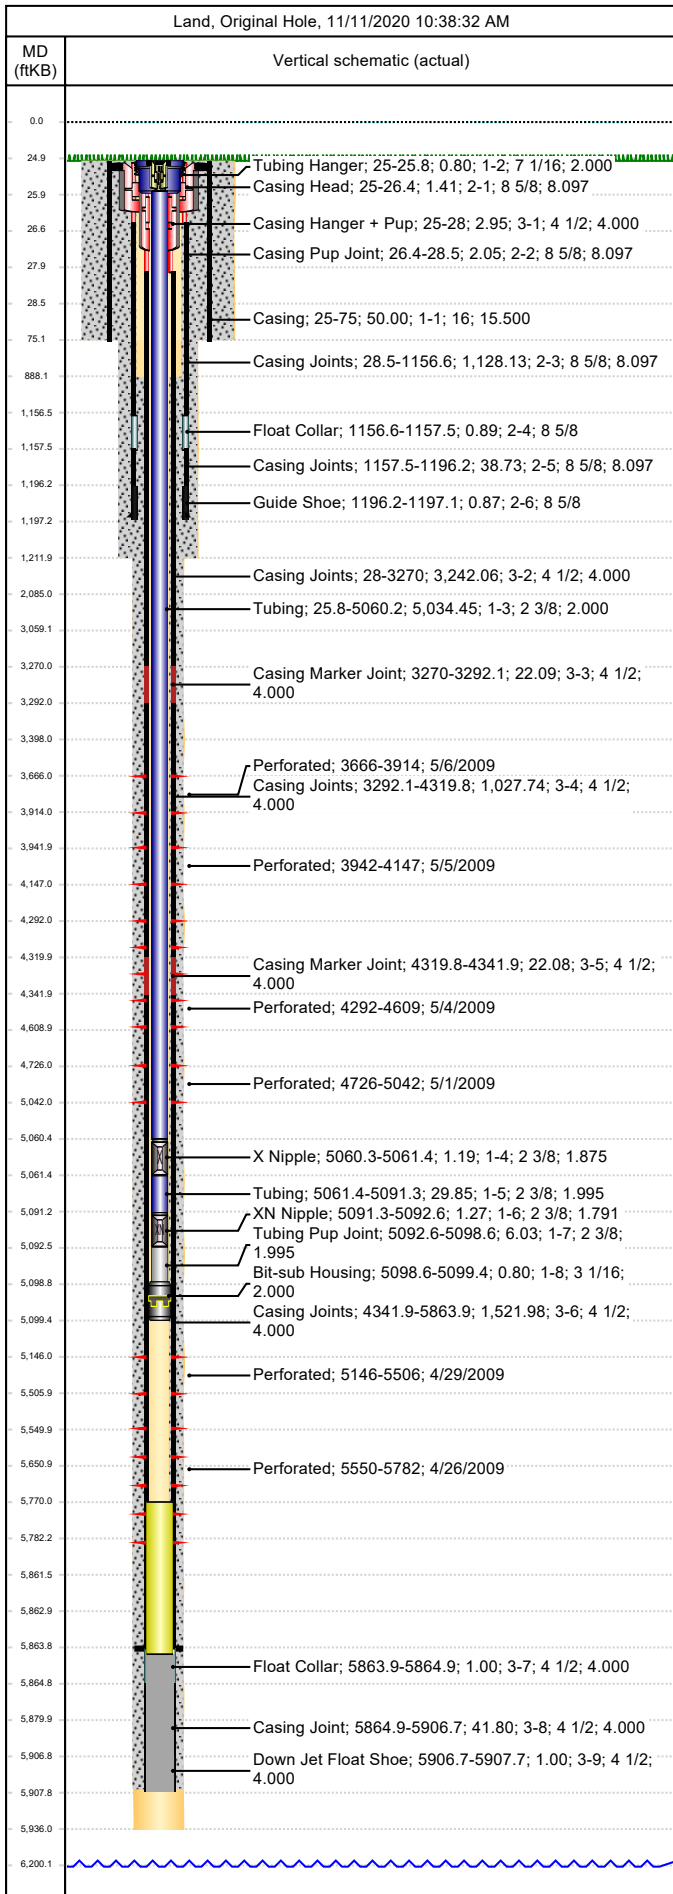 Land, Original Hole, 11/11/2020 10:38:32 AM
MD
(ftKB)
Vertical schematic (actual)
0.0
24.9
25.9
26.6
27.9
28.5
75.1
888.1
1,156.5
1,157.5
1,196.2
1,197.2
1,211.9
2,085.0
3,059.1
3,270.0
3,292.0
3,398.0
3,666.0
3,914.0
3,941.9
4,147.0
4,292.0
4,319.9
4,341.9
4,608.9
4,726.0
5,042.0
5,060.4
5,061.4
5,091.2
5,092.5
5,098.8
5,099.4
5,146.0
5,505.9
5,549.9
5,650.9
5,770.0
5,782.2
5,861.5
5,862.9
5,863.8
5,864.8
5,879.9
5,906.8
5,907.8
5,936.0
6,200.1
Tubing Hanger; 25-25.8; 0.80; 1-2; 7 1/16; 2.000
Casing Head; 25-26.4; 1.41; 2-1; 8 5/8; 8.097
Casing Hanger + Pup; 25-28; 2.95; 3-1; 4 1/2; 4.000
Casing Pup Joint; 26.4-28.5; 2.05; 2-2; 8 5/8; 8.097
Casing; 25-75; 50.00; 1-1; 16; 15.500
Casing Joints; 28.5-1156.6; 1,128.13; 2-3; 8 5/8; 8.097
Float Collar; 1156.6-1157.5; 0.89; 2-4; 8 5/8
Casing Joints; 1157.5-1196.2; 38.73; 2-5; 8 5/8; 8.097
Guide Shoe; 1196.2-1197.1; 0.87; 2-6; 8 5/8
Casing Joints; 28-3270; 3,242.06; 3-2; 4 1/2; 4.000
Tubing; 25.8-5060.2; 5,034.45; 1-3; 2 3/8; 2.000
Casing Marker Joint; 3270-3292.1; 22.09; 3-3; 4 1/2;
4.000
Perforated; 3666-3914; 5/6/2009
Casing Joints; 3292.1-4319.8; 1,027.74; 3-4; 4 1/2;
4.000
Perforated; 3942-4147; 5/5/2009
Casing Marker Joint; 4319.8-4341.9; 22.08; 3-5; 4 1/2;
4.000
Perforated; 4292-4609; 5/4/2009
Perforated; 4726-5042; 5/1/2009
X Nipple; 5060.3-5061.4; 1.19; 1-4; 2 3/8; 1.875
Tubing; 5061.4-5091.3; 29.85; 1-5; 2 3/8; 1.995
XN Nipple; 5091.3-5092.6; 1.27; 1-6; 2 3/8; 1.791
Tubing Pup Joint; 5092.6-5098.6; 6.03; 1-7; 2 3/8;
1.995
Bit-sub Housing; 5098.6-5099.4; 0.80; 1-8; 3 1/16;
2.000
Casing Joints; 4341.9-5863.9; 1,521.98; 3-6; 4 1/2;
4.000
Perforated; 5146-5506; 4/29/2009
Perforated; 5550-5782; 4/26/2009
Float Collar; 5863.9-5864.9; 1.00; 3-7; 4 1/2; 4.000
Casing Joint; 5864.9-5906.7; 41.80; 3-8; 4 1/2; 4.000
Down Jet Float Shoe; 5906.7-5907.7; 1.00; 3-9; 4 1/2;
4.000